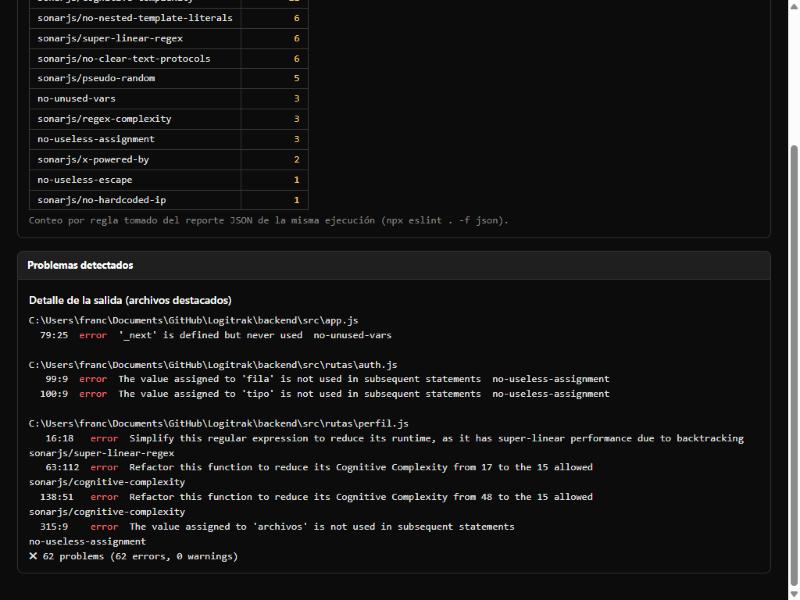 sonarjs/no-nested-template-literals 6
sonarjs/super-linear-regex 6
sonarjs/no-clear-text-protocols 6
sonarjs/pseudo-random 5
no-unused-vars 3
sonarjs/regex-complexity 3
no-useless-assignment 3
sonarjs/x-powered-by 2
no-useless-escape 1
sonarjs/no-hardcoded-ip 1
Conteo por regla tomado del reporte JSON de la misma ejecución (npx eslint . -f json).
Problemas detectados
Detalle de la salida (archivos destacados)
C:\Users\franc\Documents\GitHub\Logitrak\backend\src\app.js
79:25 error '_next' is defined but never used no-unused-vars
C:\Users\franc\Documents\GitHub\Logitrak\backend\src\rutas\auth.js
99:9 error The value assigned to 'fila' is not used in subsequent statements no-useless-assignment
100:9 error The value assigned to 'tipo' is not used in subsequent statements no-useless-assignment
C:\Users\franc\Documents\GitHub\Logitrak\backend\src\rutas\perfil.js
16:18 error Simplify this regular expression to reduce its runtime, as it has super-linear performance due to backtracking
sonarjs/super-linear-regex
63:112 error Refactor this function to reduce its Cognitive Complexity from 17 to the 15 allowed
sonarjs/cognitive-complexity
138:51 error Refactor this function to reduce its Cognitive Complexity from 48 to the 15 allowed
sonarjs/cognitive-complexity
315:9 error The value assigned to 'archivos' is not used in subsequent statements
no-useless-assignment
✕ 62 problems (62 errors, 0 warnings)